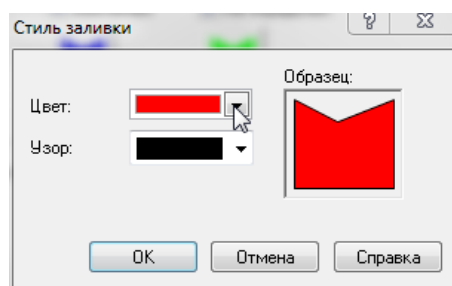 Стиль заливки
Образец:
Цвет:
Узор:
OK
Отмена
Справка